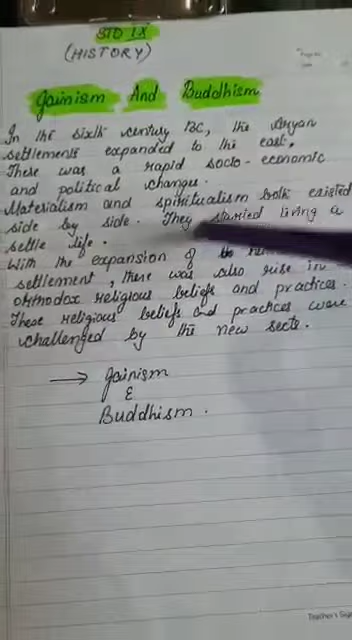 STD IX
(HISTORY)
Jainism And Buddhism
In the sixth century BC, the Aryan
settlements expanded to the east.
There was a rapid socio-economic
and political changes.
Materialism and spiritualism both existed
side by side. They started living a
settle life.
With the expansion of
settlement, there was also rise in
orthodox religious beliefs and practices.
These religious beliefs and practices were
challenged by the new sects.
→ Jainism
&
Buddhism.
Teacher's Sig